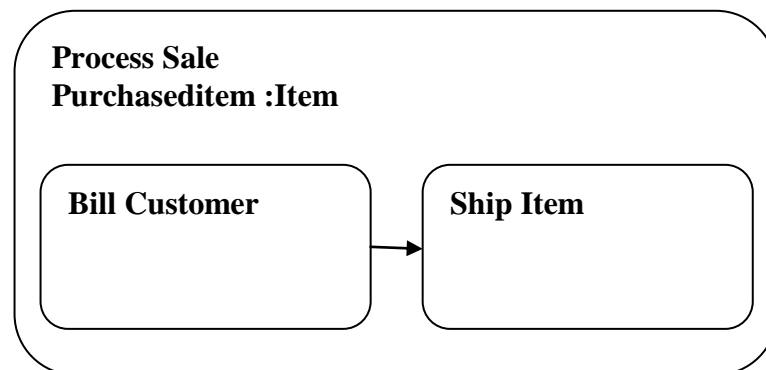 Process Sale
Purchaseditem :Item
Bill Customer
Ship Item